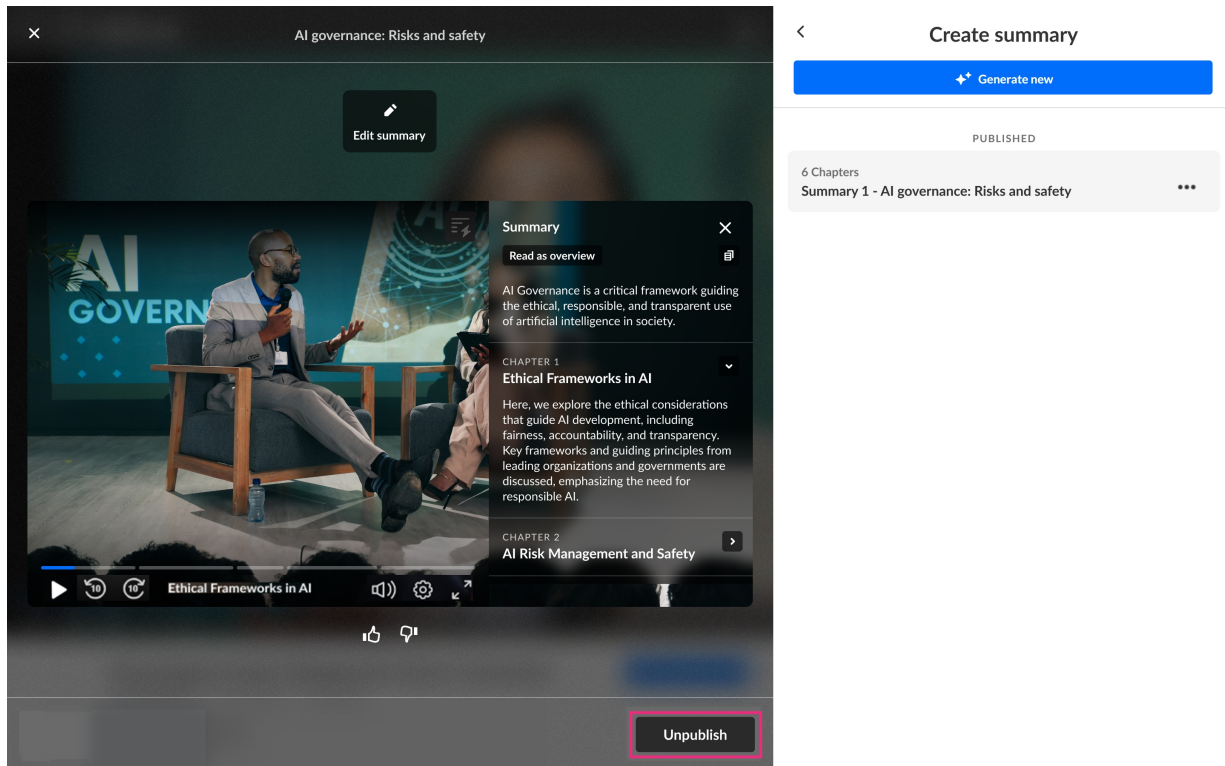 AI governance: Risks and safety
Edit summary
AI
GOVERN
AI
10
10
Ethical Frameworks in AI
Summary
Read as overview
AI Governance is a critical framework guiding
the ethical, responsible, and transparent use
of artificial intelligence in society.
CHAPTER 1
Ethical Frameworks in AI
Here, we explore the ethical considerations
that guide AI development, including
fairness, accountability, and transparency.
Key frameworks and guiding principles from
leading organizations and governments are
discussed, emphasizing the need for
responsible AI.
CHAPTER 2
AI Risk Management and Safety
Unpublish
Create summary
Generate new
PUBLISHED
6 Chapters
Summary 1 - AI governance: Risks and safety